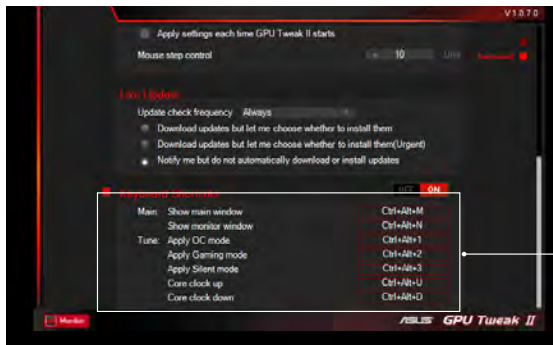 V1.0.7.0
Apply settings each time GPU Tweak II starts
Mouse step control 10 Unit
Live Update
Update check frequency Always
Download updates but let me choose whether to install them
Download updates but let me choose whether to install them(Urgent)
Notify me but do not automatically download or install updates
Keyboard Shortcuts OFF ON
Main: Show main window Ctrl+Alt+M
Show monitor window Ctrl+Alt+N
Tune: Apply OC mode Ctrl+Alt+1
Apply Gaming mode Ctrl+Alt+2
Apply Silent mode Ctrl+Alt+3
Core clock up Ctrl+Alt+U
Core clock down Ctrl+Alt+D
Monitor
ASUS GPU Tweak II